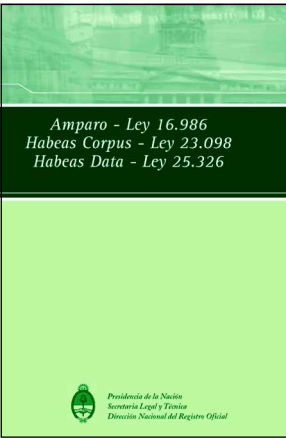 Amparo - Ley 16.986
Habeas Corpus - Ley 23.098
Habeas Data - Ley 25.326
Presidencia de la Nación
Secretaría Legal y Técnica
Dirección Nacional del Registro Oficial